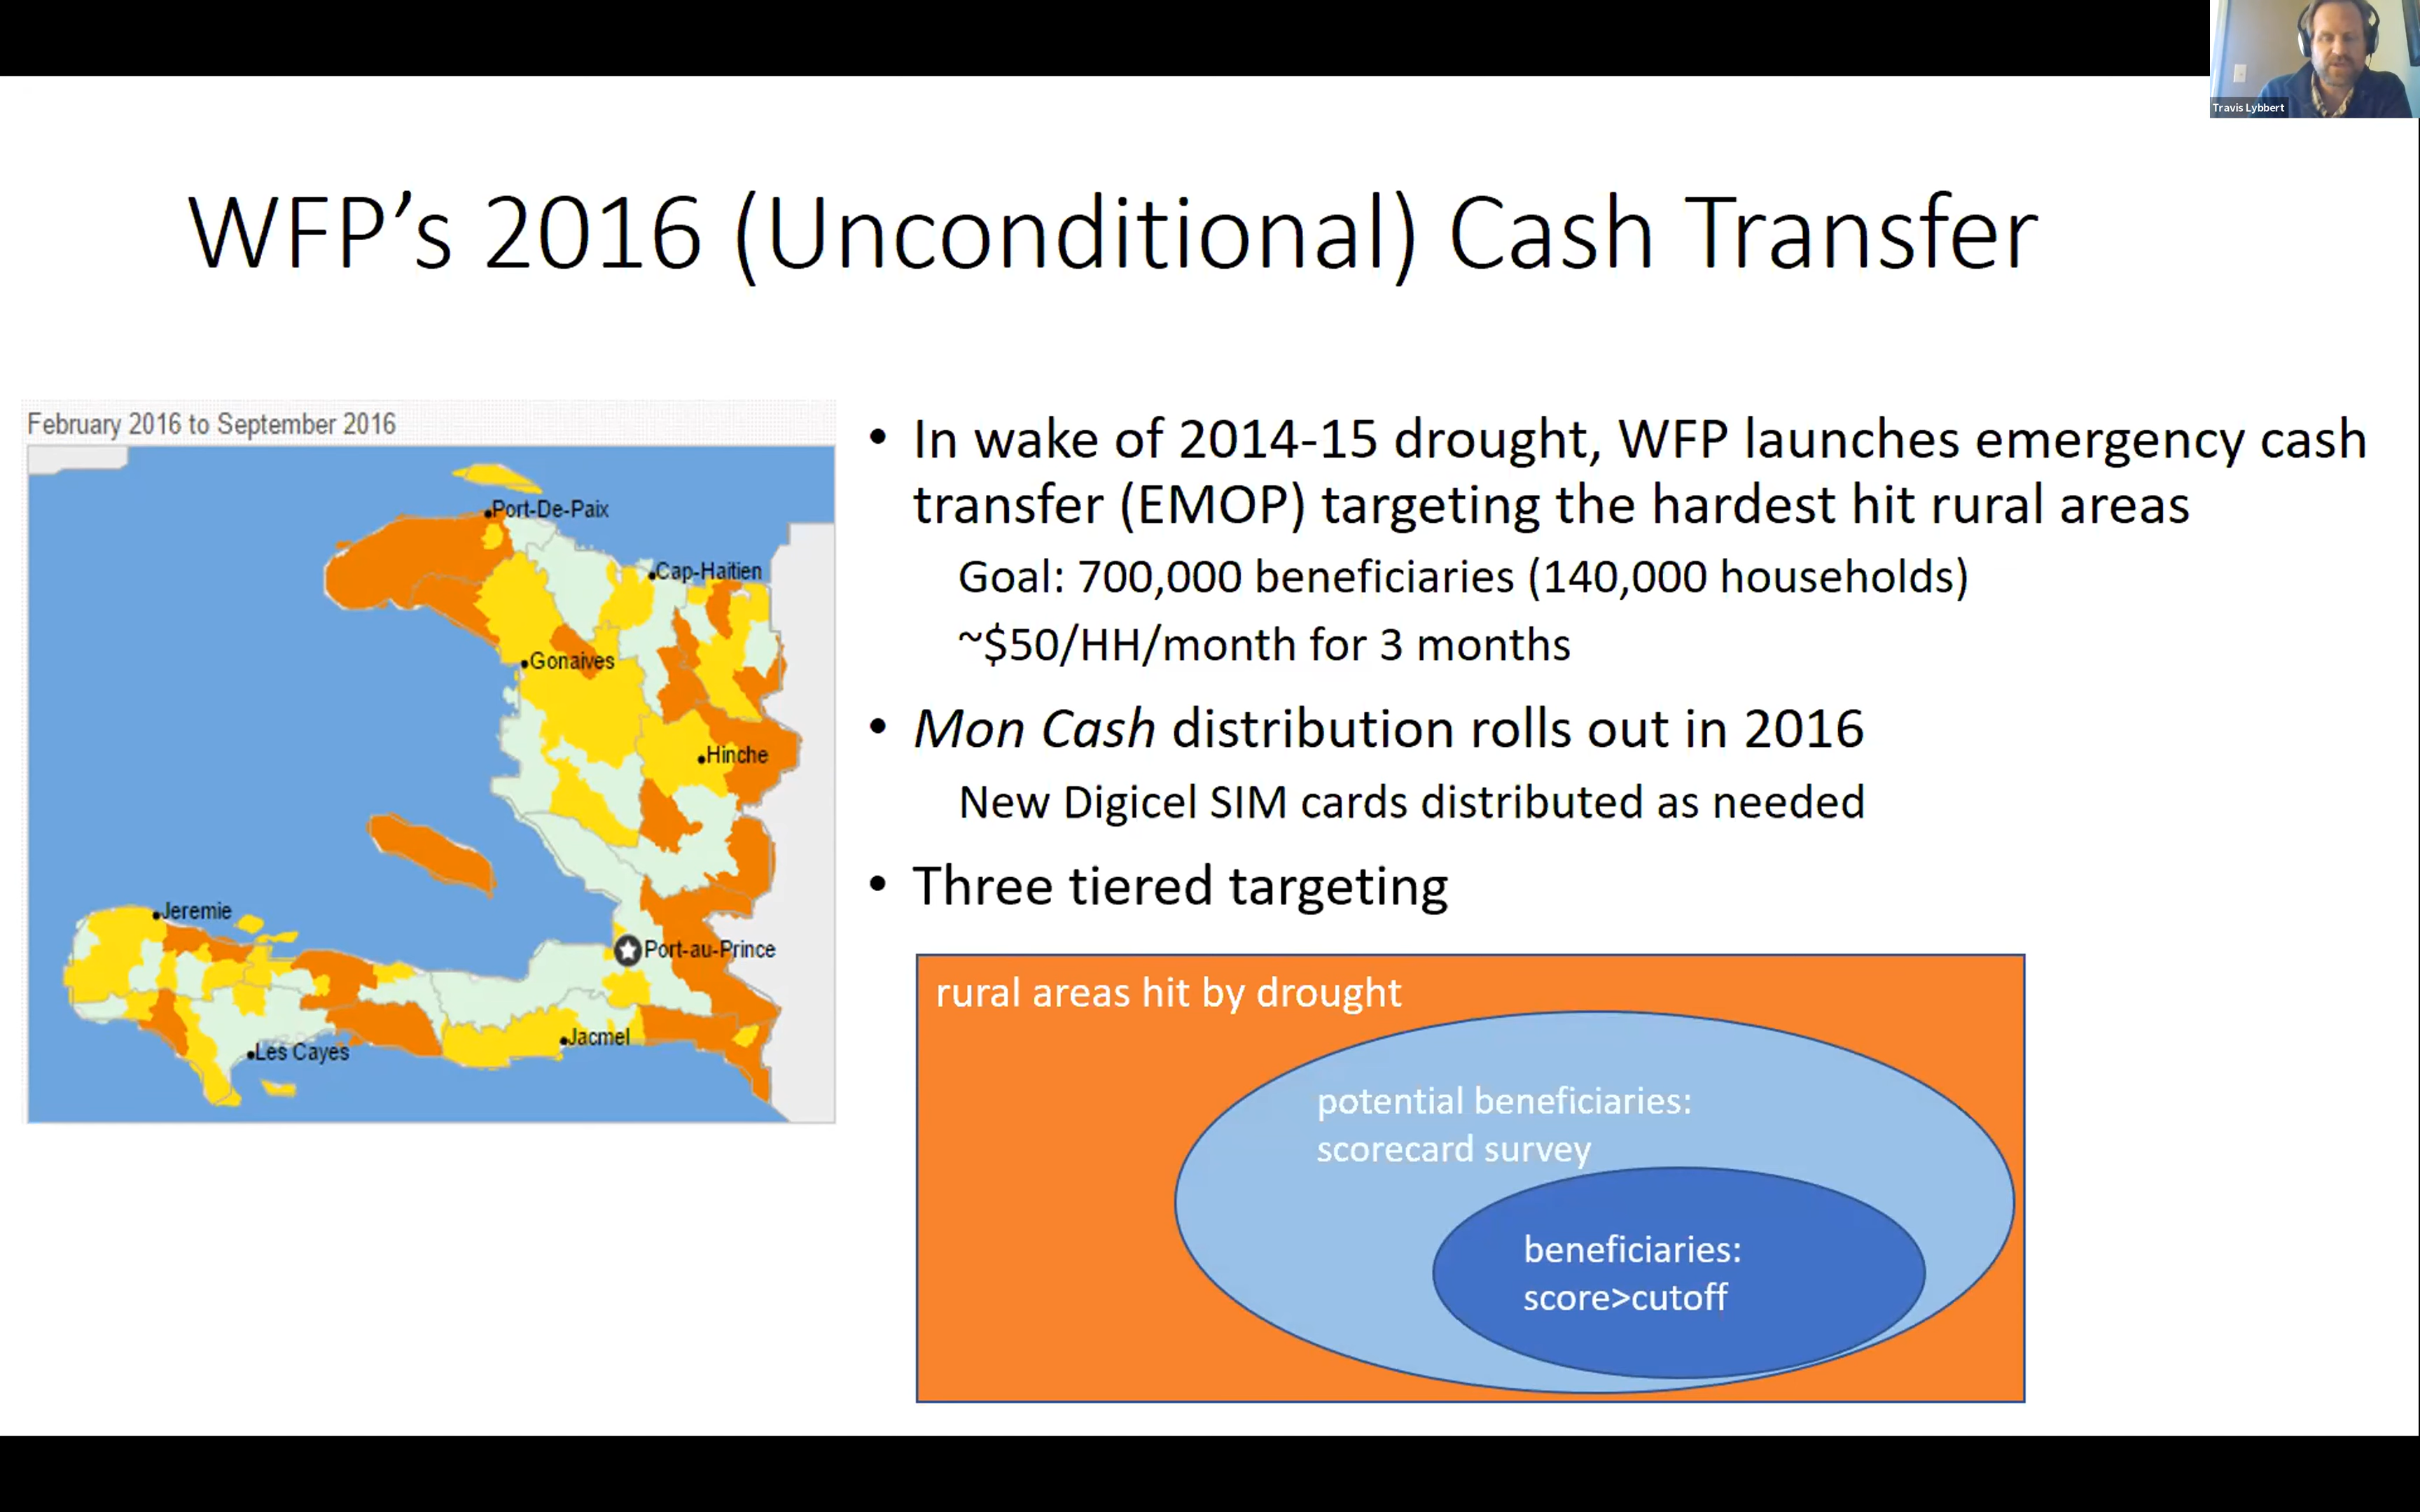 Travis Lybbert
WFP’s 2016 (Unconditional) Cash Transfer
February 2016 to September 2016
Port-De-Paix
Cap-Haitien
Gonaives
Hinche
Jeremie
Port-au-Prince
Jacmel
Les Cayes
• In wake of 2014-15 drought, WFP launches emergency cash
transfer (EMOP) targeting the hardest hit rural areas
Goal: 700,000 beneficiaries (140,000 households)
~$50/HH/month for 3 months
• Mon Cash distribution rolls out in 2016
New Digicel SIM cards distributed as needed
• Three tiered targeting
rural areas hit by drought
potential beneficiaries:
scorecard survey
beneficiaries:
score>cutoff